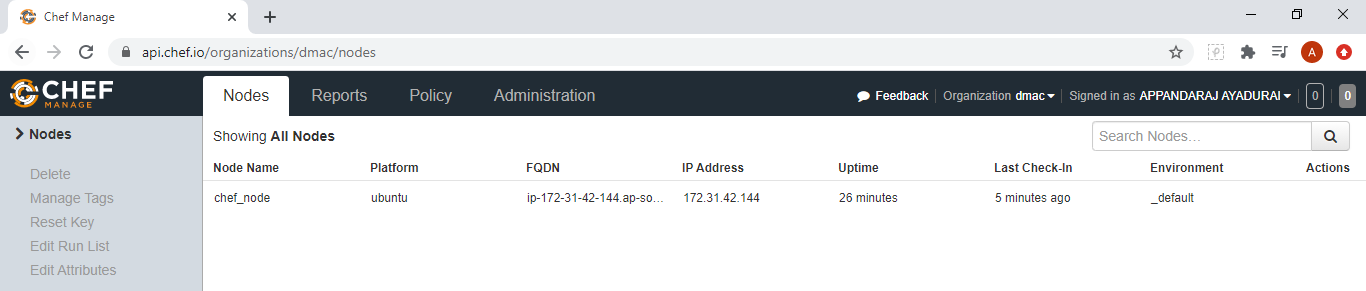 Chef Manage
api.chef.io/organizations/dmac/nodes
A
CHEF
MANAGE
Nodes Reports Policy Administration
Feedback Organization dmac Signed in as APPANDARAJ AYADURAI 0 0
Nodes
Delete
Manage Tags
Reset Key
Edit Run List
Edit Attributes
Showing All Nodes
Search Nodes...
Node Name Platform FQDN IP Address Uptime Last Check-In Environment Actions
chef_node ubuntu ip-172-31-42-144.ap-so... 172.31.42.144 26 minutes 5 minutes ago _default